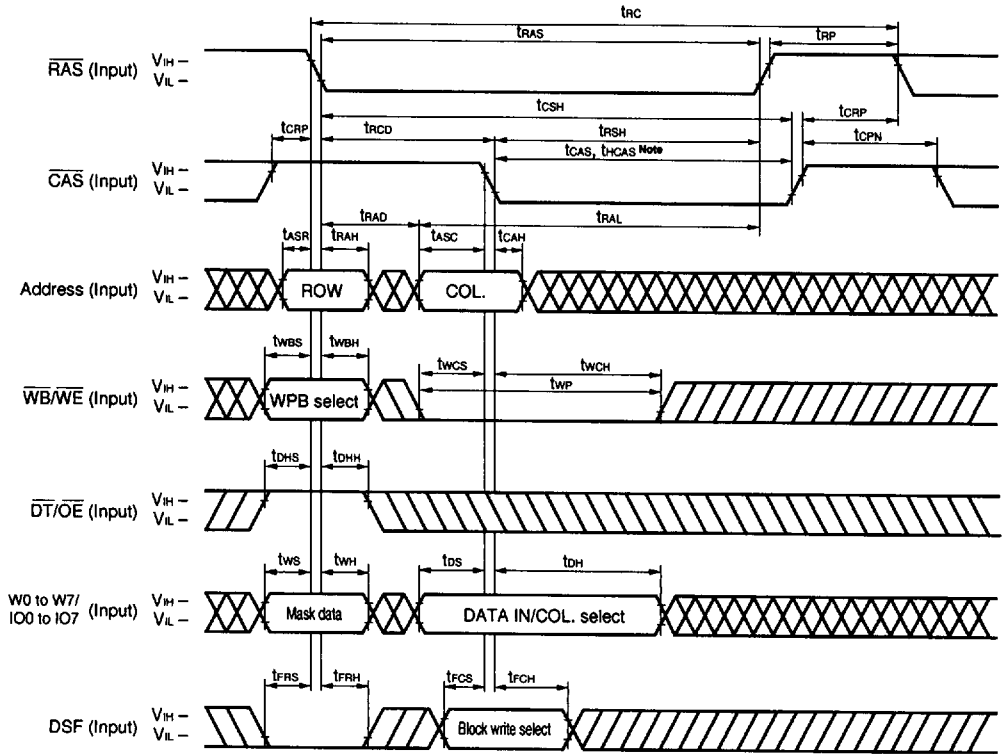 tRC
tRAS
tRP
RAS (Input)
VIH –
VIL –
tCSH
tCRP
tRCD
tRSH
tCRP
tCAS, tHCAS Note
tCPN
CAS (Input)
VIH –
VIL –
tRAD
tRAL
tASR
tRAH
tASC
tCAH
Address (Input)
VIH –
VIL –
ROW
COL.
tWBS
tWBH
tWCS
tWCH
tWP
WB/WE (Input)
VIH –
VIL –
WPB select
tDHS
tDHH
DT/OE (Input)
VIH –
VIL –
tWS
tWH
tDS
tDH
W0 to W7/
IO0 to IO7 (Input)
VIH –
VIL –
Mask data
DATA IN/COL. select
tFRS
tFRH
tFCS
tFCH
DSF (Input)
VIH –
VIL –
Block write select